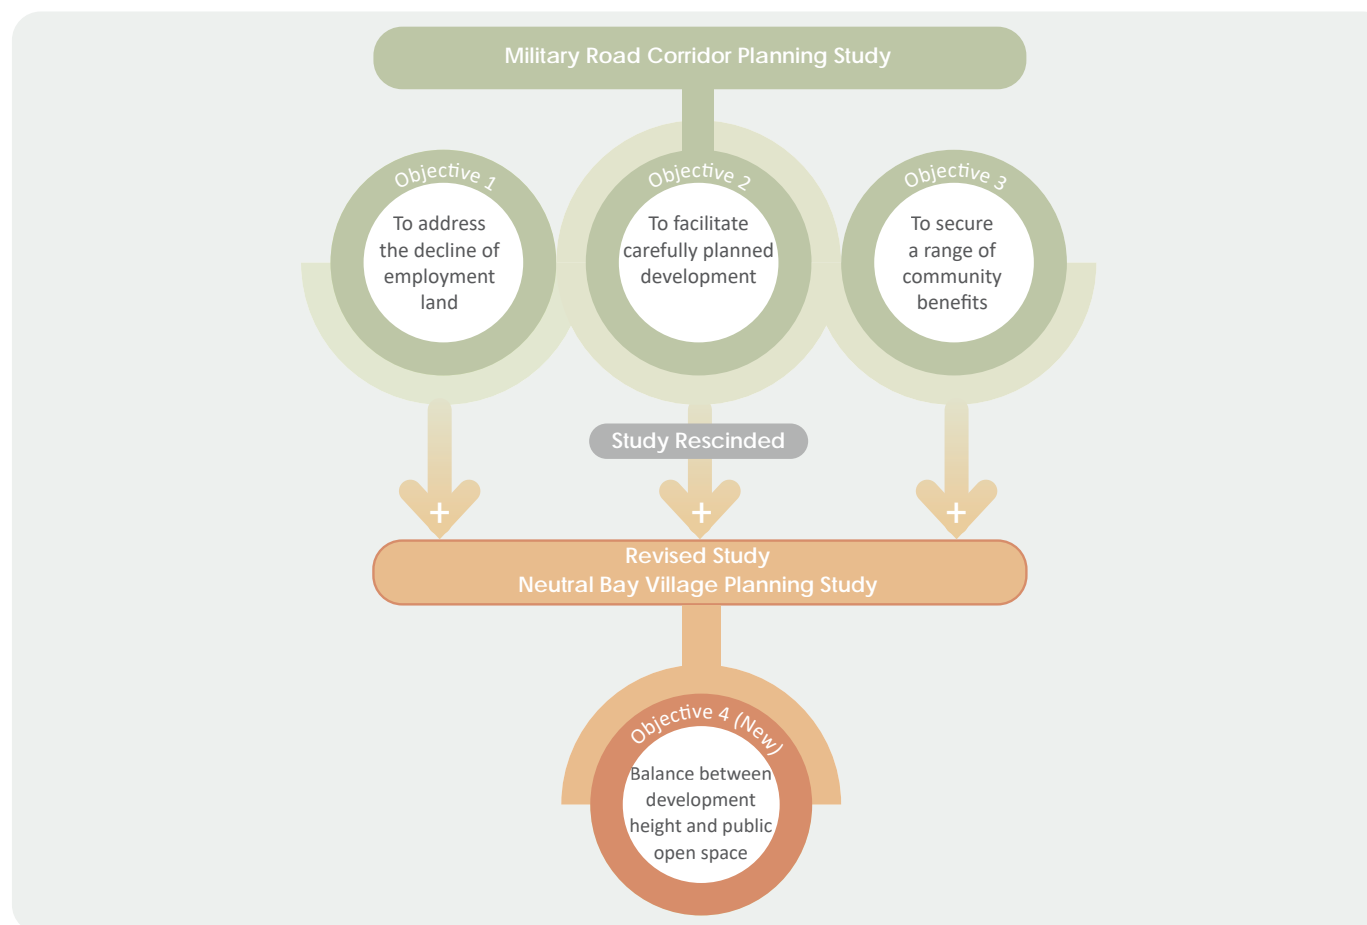 Military Road Corridor Planning Study
Objective 1
To address
the decline of
employment
land
Objective 2
To facilitate
carefully planned
development
Objective 3
To secure
a range of
community
benefits
Study Rescinded
+
+
+
Revised Study
Neutral Bay Village Planning Study
Objective 4 (New)
Balance between
development
height and public
open space